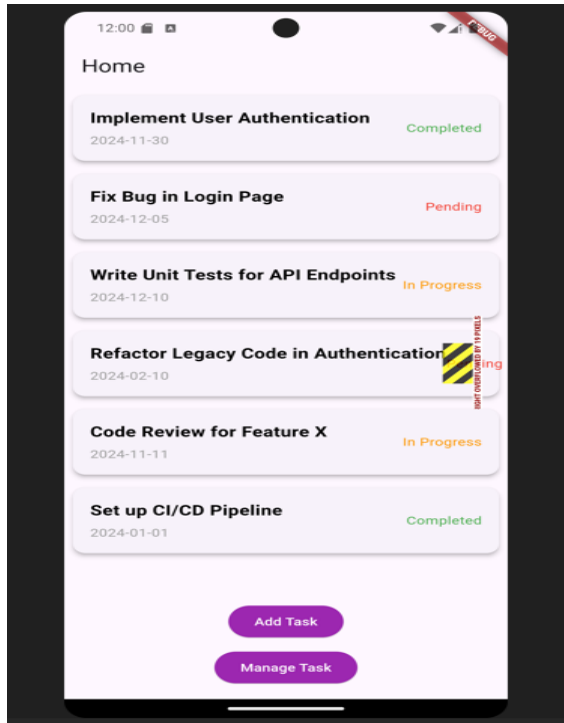 12:00
DEBUG
Home
Implement User Authentication
Completed
2024-11-30
Fix Bug in Login Page
Pending
2024-12-05
Write Unit Tests for API Endpoints
In Progress
2024-12-10
Refactor Legacy Code in Authentication
RIGHT OVERFLOWED BY 19 PIXELS
2024-02-10
Code Review for Feature X
In Progress
2024-11-11
Set up CI/CD Pipeline
Completed
2024-01-01
Add Task
Manage Task